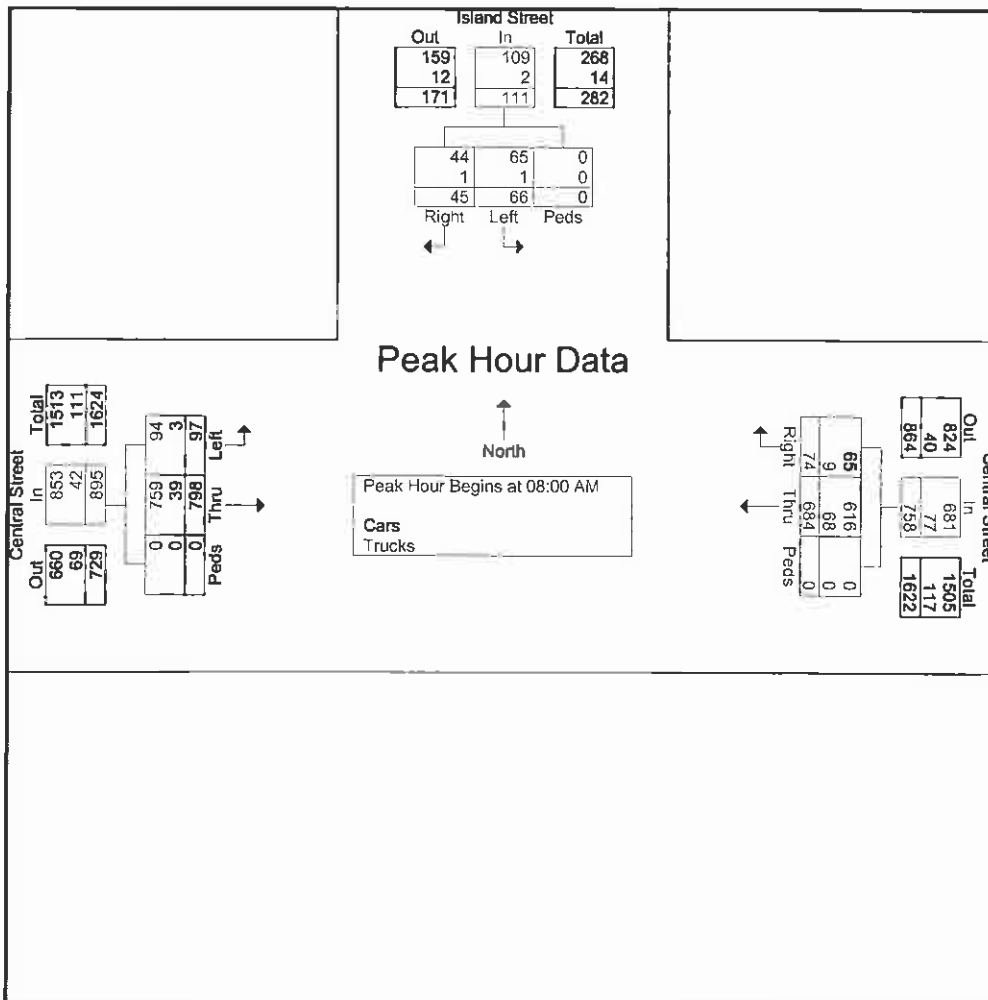 Island Street
Out In Total
159 109 268
12 2 14
171 111 282
44 65 0
1 1 0
45 66 0
Right Left Peds
Peak Hour Data
North
Peak Hour Begins at 08:00 AM
Cars
Trucks
Central Street
Out In Total
660 853 1513
69 42 111
729 895 1624
94 759 0
3 39 0
97 798 0
Left Thru Peds
Street
Out In Total
824 681 1505
40 77 117
864 758 1622
65 616 0
9 68 0
74 684 0
Right Thru Peds